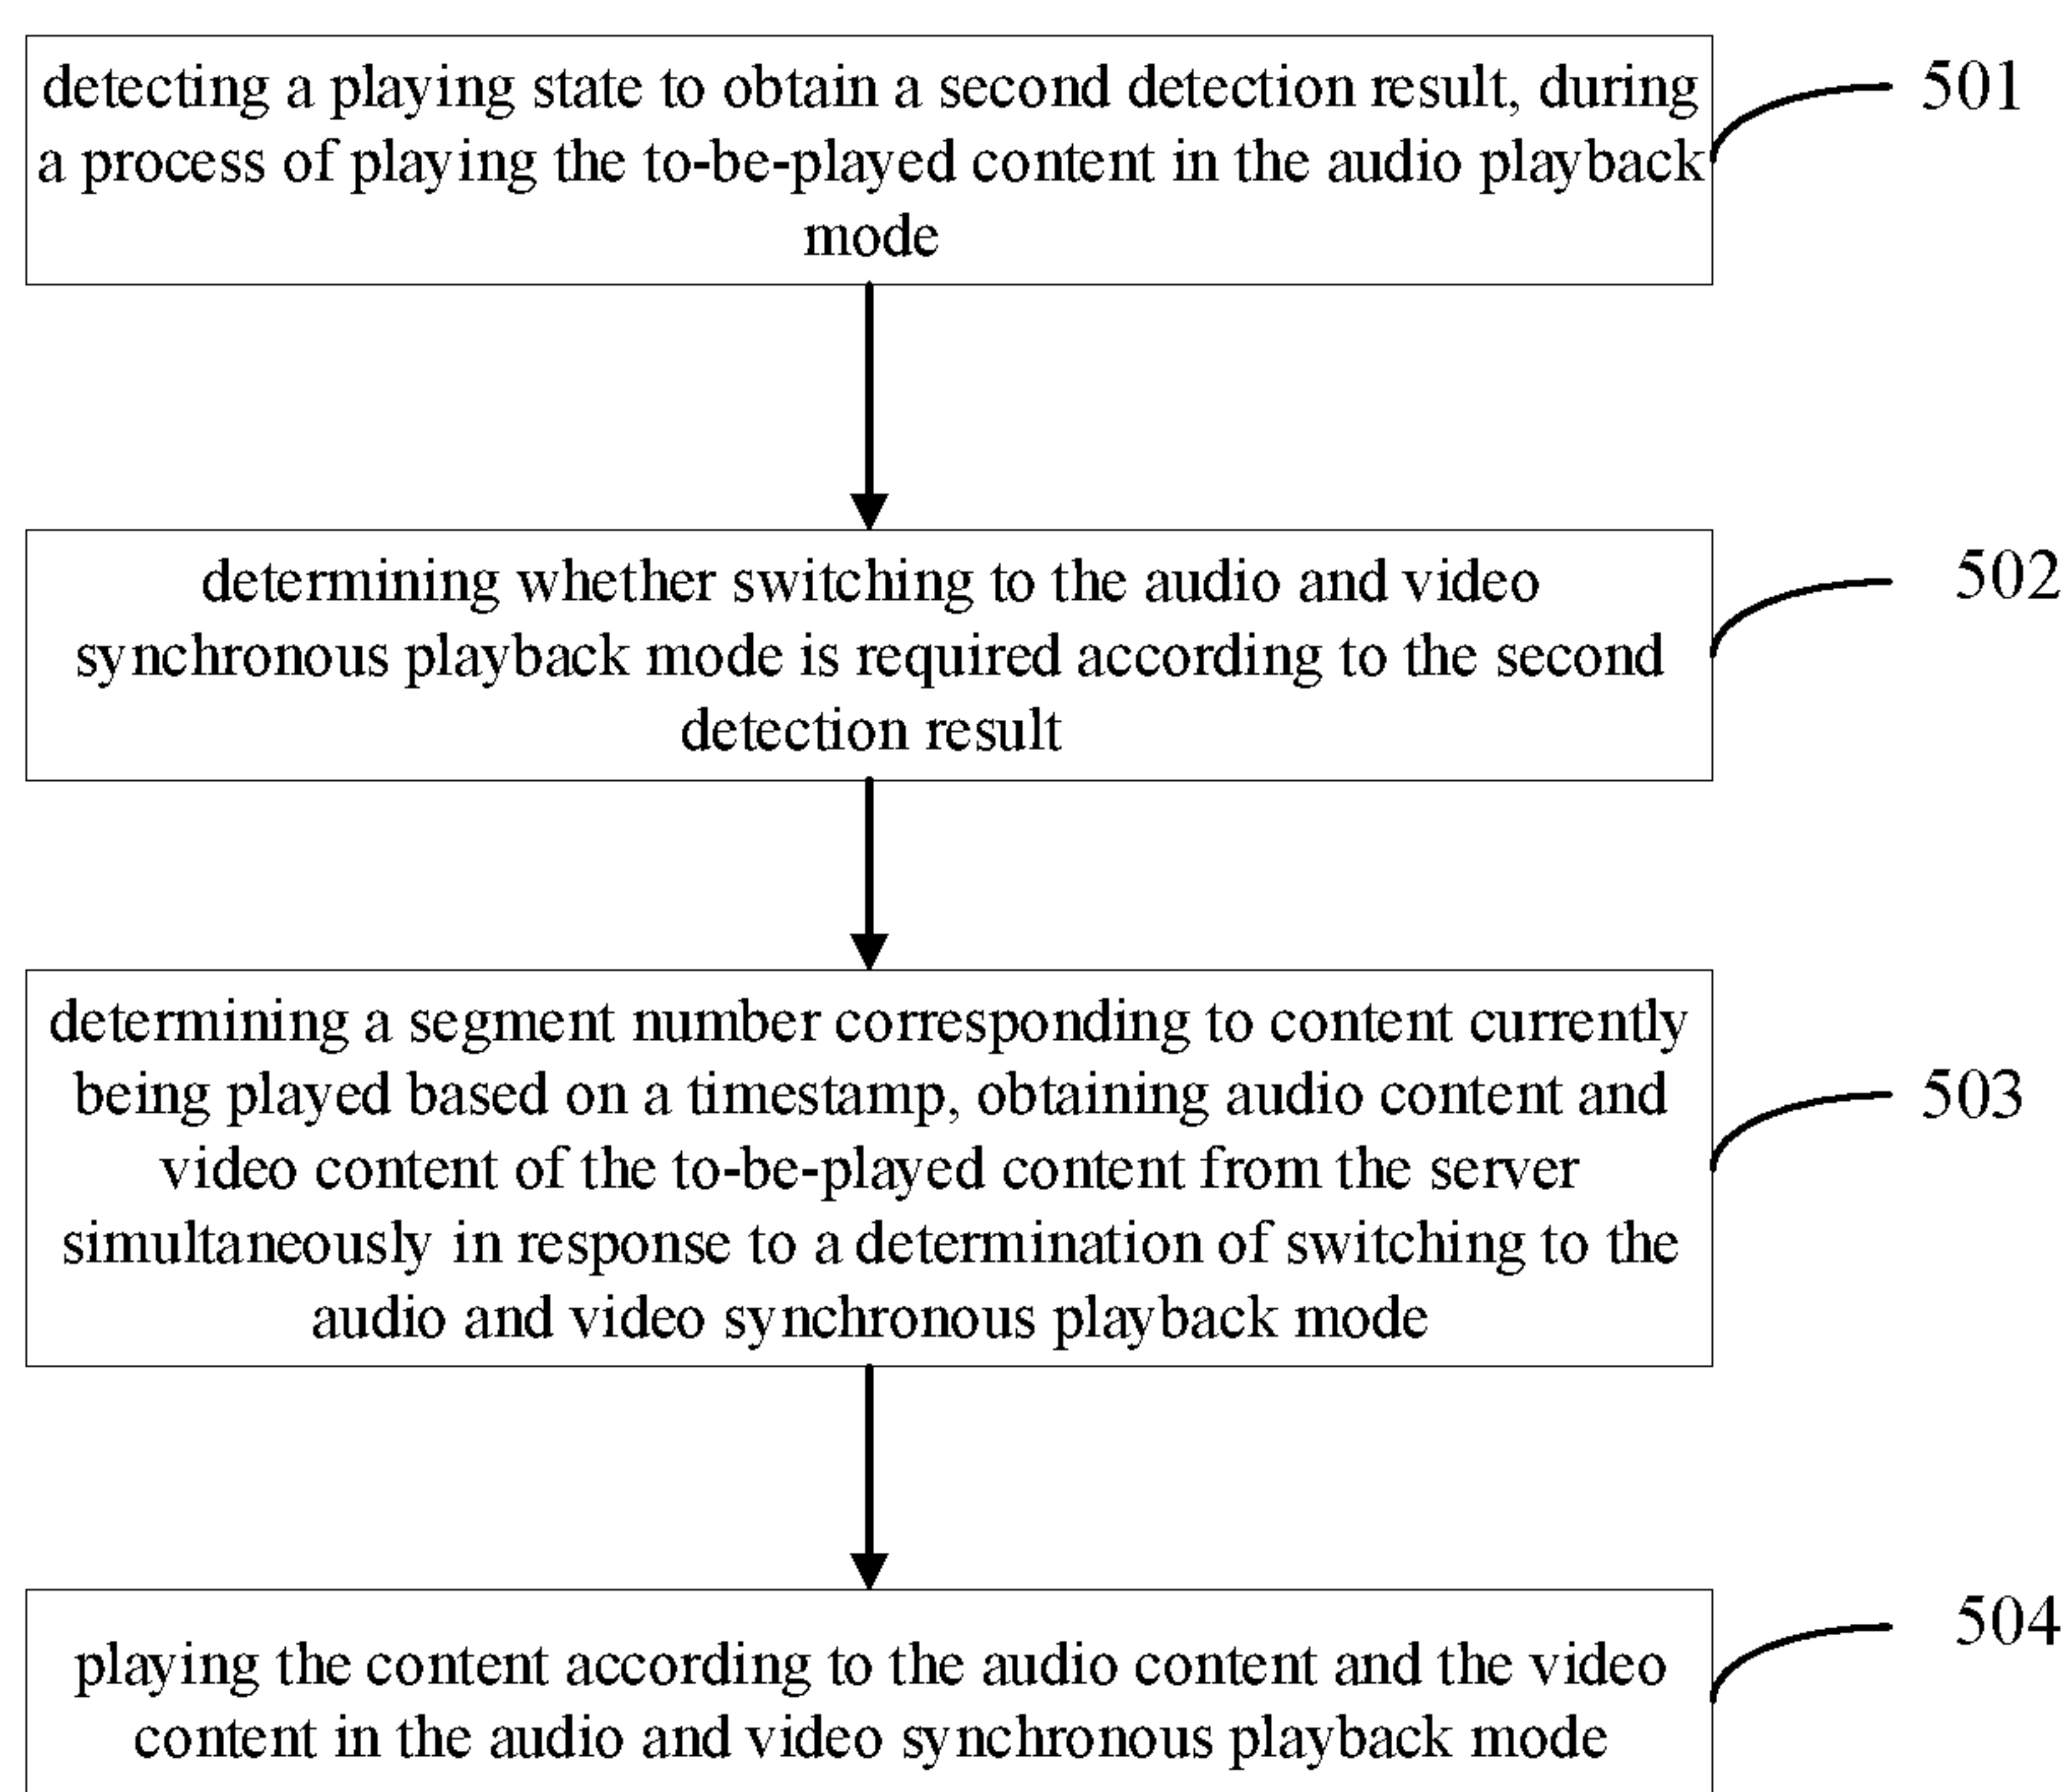 detecting a playing state to obtain a second detection result, during
a process of playing the to-be-played content in the audio playback
mode
501
determining whether switching to the audio and video
synchronous playback mode is required according to the second
detection result
502
determining a segment number corresponding to content currently
being played based on a timestamp, obtaining audio content and
video content of the to-be-played content from the server
simultaneously in response to a determination of switching to the
audio and video synchronous playback mode
503
playing the content according to the audio content and the video
content in the audio and video synchronous playback mode
504